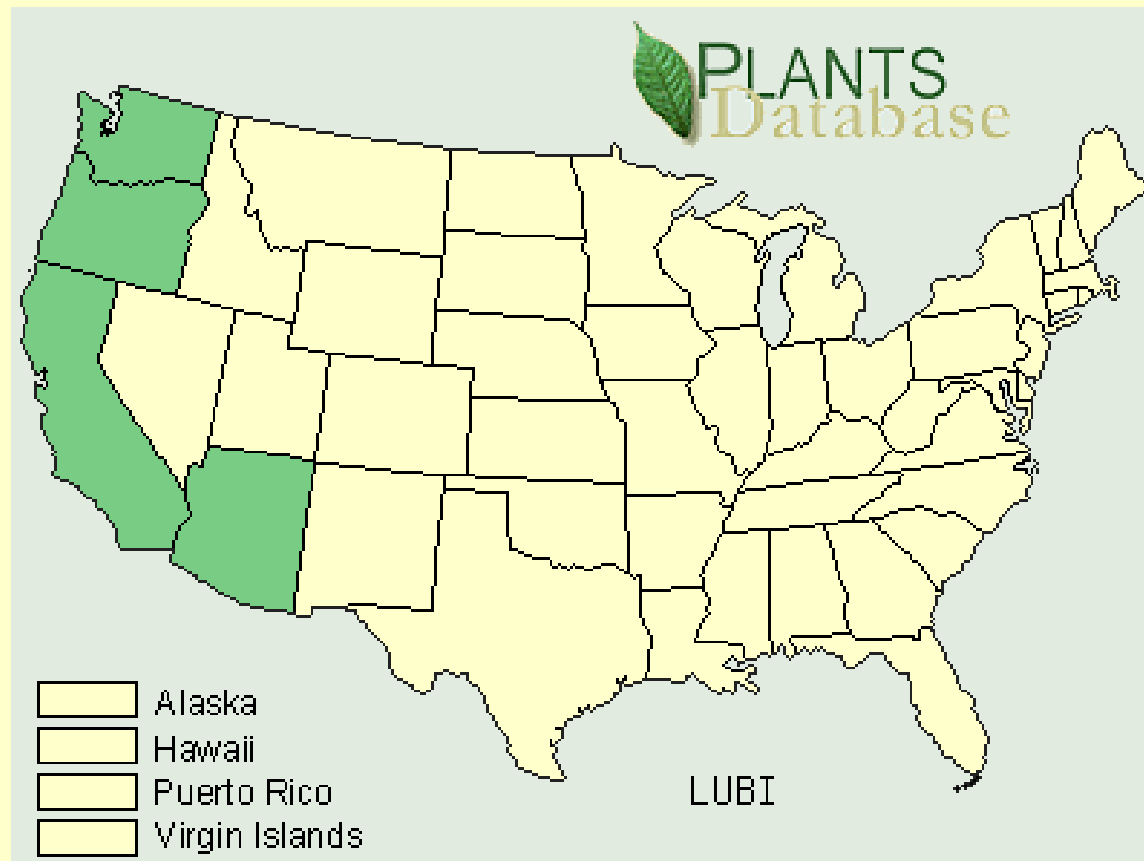 PLANTS
Database
Alaska
Hawaii
Puerto Rico
Virgin Islands
LUBI